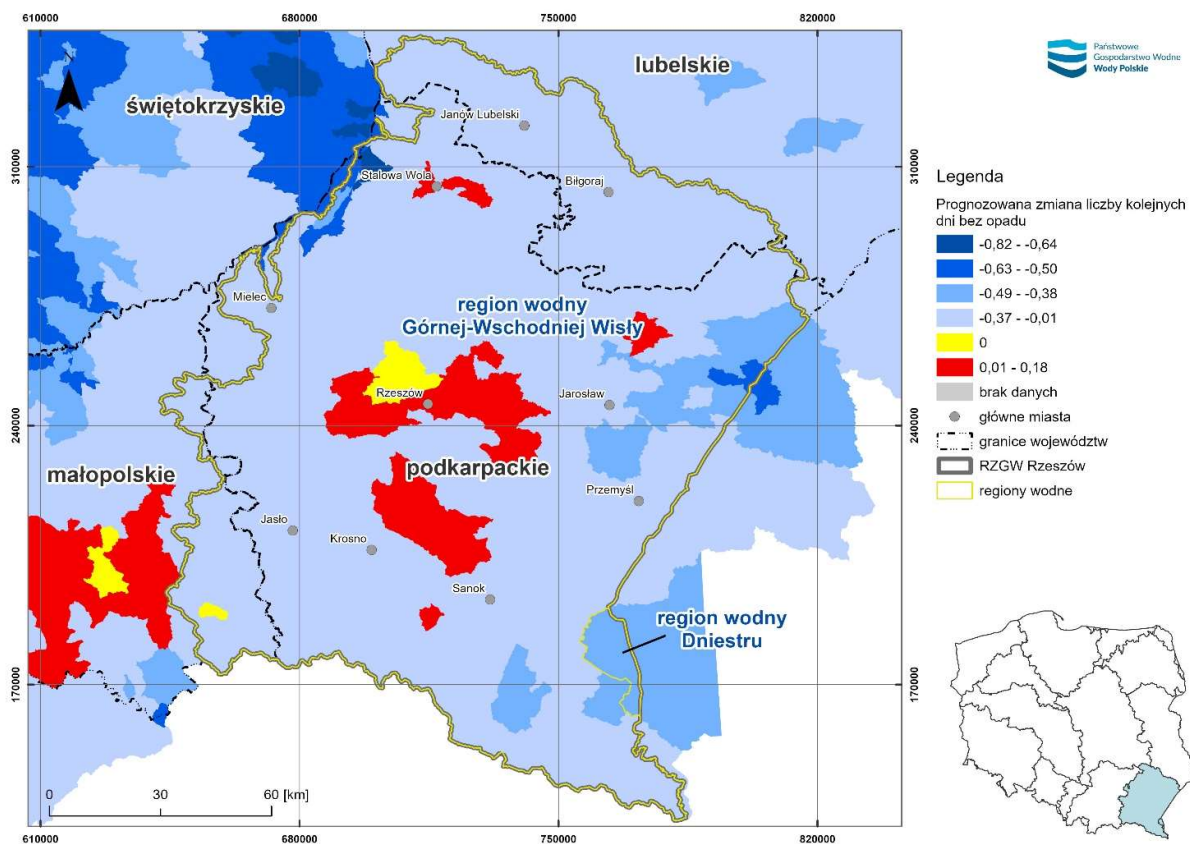 610000 680000 750000 820000
Państwowe
Gospodarstwo Wodne
Wody Polskie
N
lubelskie
świętokrzyskie
Janów Lubelski
310000 310000
Stalowa Wola
Biłgoraj
Legenda
Prognozowana zmiana liczby kolejnych
dni bez opadu
-0,82 - -0,64
-0,63 - -0,50
-0,49 - -0,38
-0,37 - -0,01
0
0,01 - 0,18
brak danych
główne miasta
granice województw
RZGW Rzeszów
regiony wodne
Mielec
region wodny
Górnej-Wschodniej Wisły
Rzeszów
Jarosław
240000 240000
małopolskie
podkarpackie
Przemyśl
Jasło
Krosno
Sanok
region wodny
Dniestru
170000 170000
0 30 60 [km]
610000 680000 750000 820000